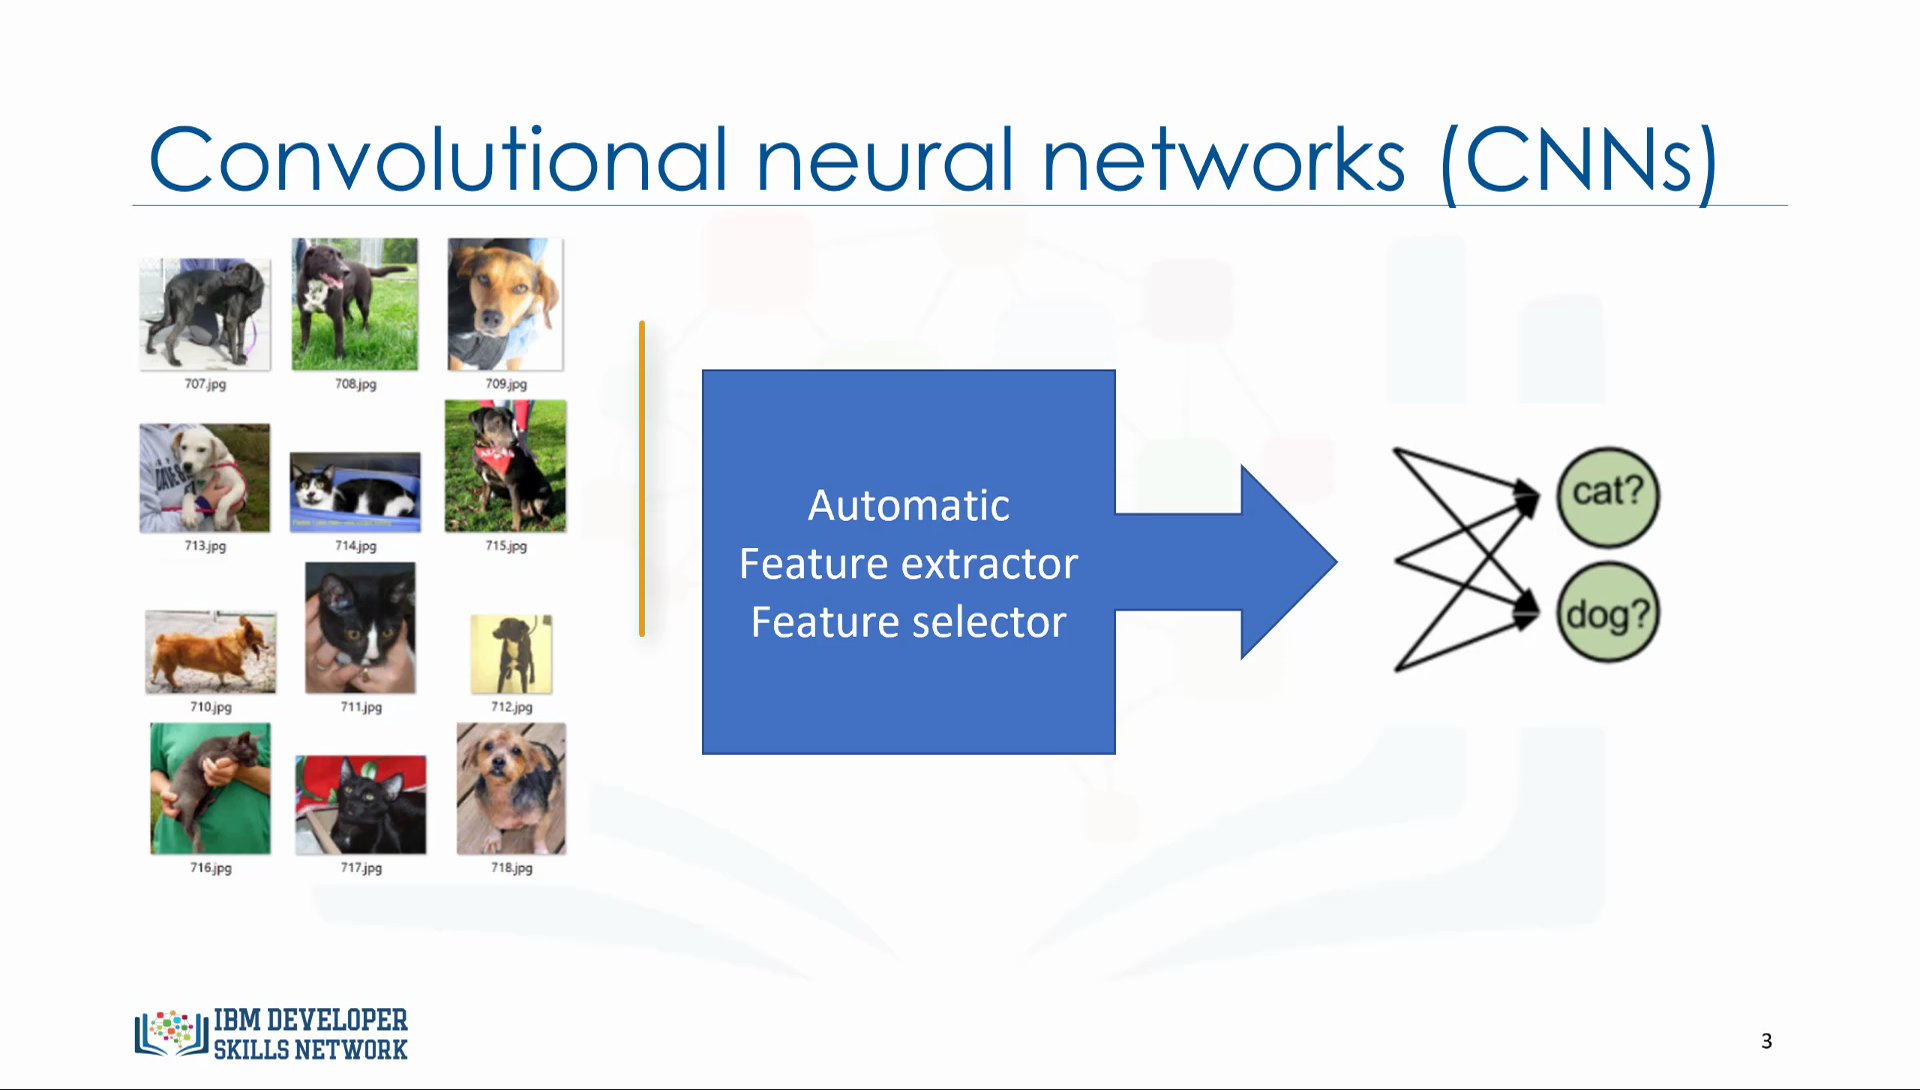 Convolutional neural networks (CNNs)
707.jpg
708.jpg
709.jpg
713.jpg
714.jpg
715.jpg
710.jpg
711.jpg
712.jpg
716.jpg
717.jpg
718.jpg
Automatic
Feature extractor
Feature selector
cat?
dog?
IBM DEVELOPER
SKILLS NETWORK
3